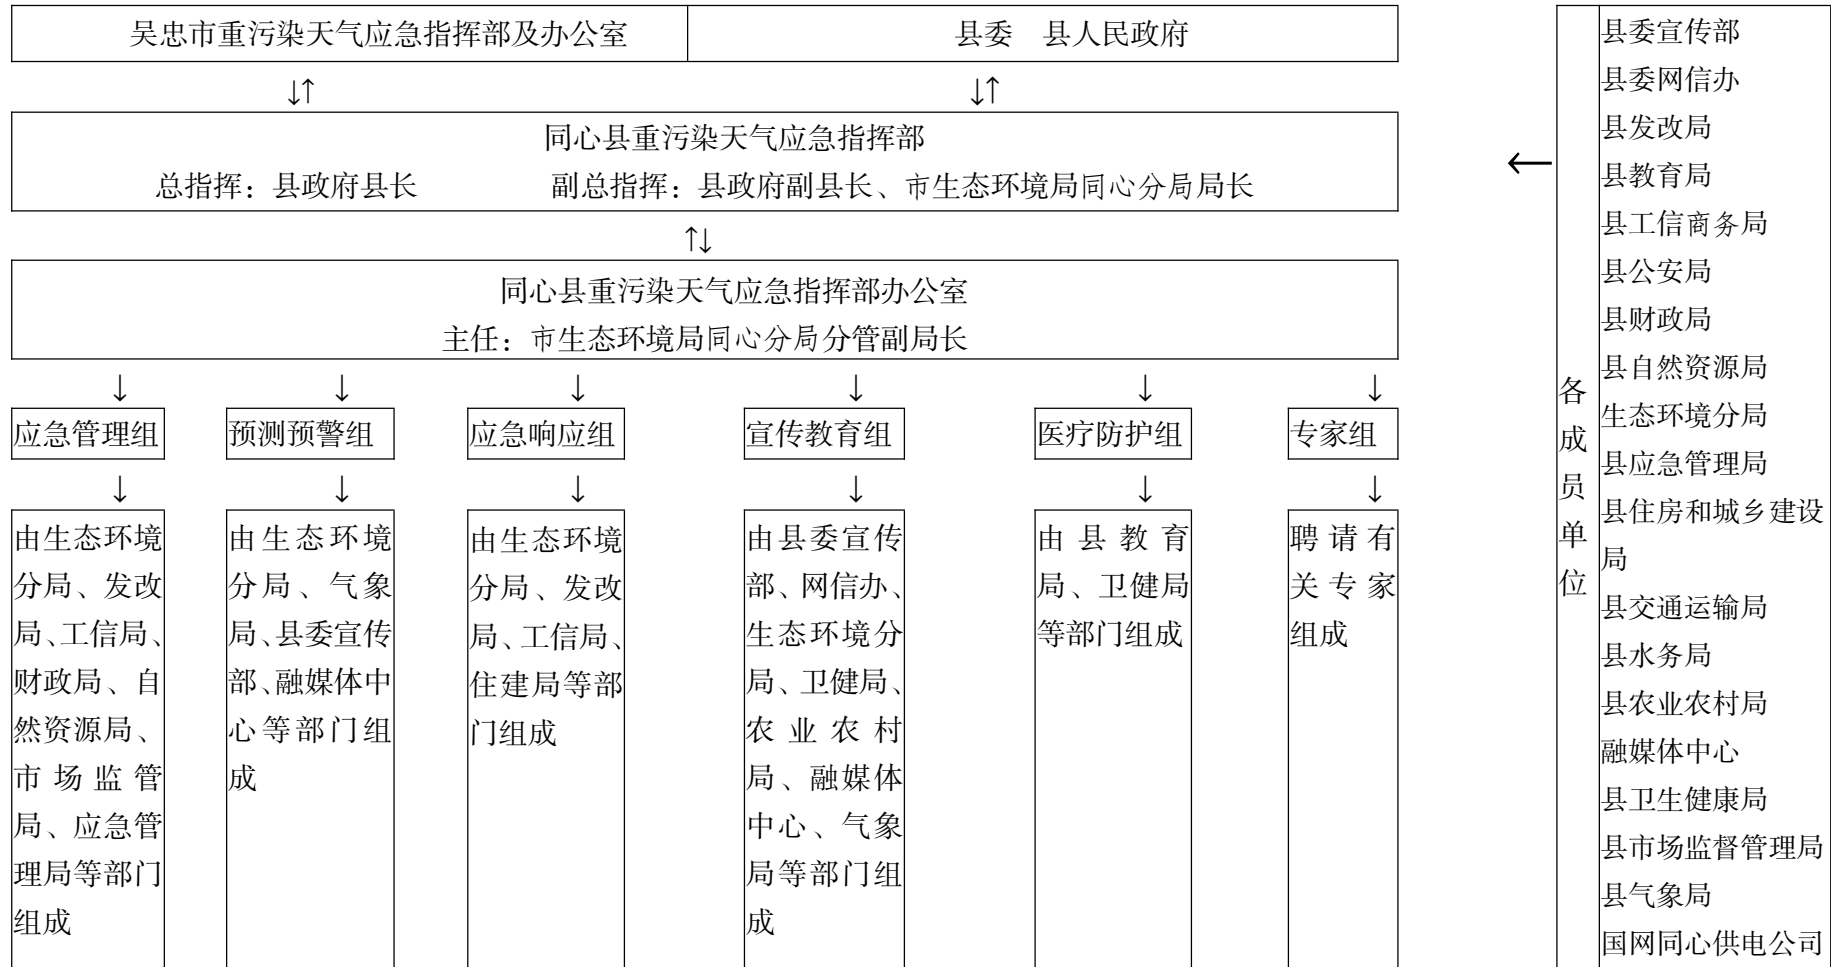 吴忠市重污染天气应急指挥部及办公室
县委　县人民政府
↓↑
↓↑
同心县重污染天气应急指挥部
总指挥：县政府县长
副总指挥：县政府副县长、市生态环境局同心分局局长
↑↓
同心县重污染天气应急指挥部办公室
主任：市生态环境局同心分局分管副局长
↓
↓
↓
↓
↓
↓
应急管理组
预测预警组
应急响应组
宣传教育组
医疗防护组
专家组
↓
↓
↓
↓
↓
↓
由生态环境
分局、发改
局、工信局、
财政局、自
然资源局、
市场监管
局、应急管
理局等部门
组成
由生态环境
分局、气象
局、县委宣传
部、融媒体中
心等部门组
成
由生态环境
分局、发改
局、工信局、
住建局等部
门组成
由县委宣传
部、网信办、
生态环境分
局、卫健局、
农业农村
局、融媒体
中心、气象
局等部门组
成
由县教育
局、卫健局
等部门组成
聘请有
关专家
组成
←
各成员单位
县委宣传部
县委网信办
县发改局
县教育局
县工信商务局
县公安局
县财政局
县自然资源局
生态环境分局
县应急管理局
县住房和城乡建设
局
县交通运输局
县水务局
县农业农村局
融媒体中心
县卫生健康局
县市场监督管理局
县气象局
国网同心供电公司